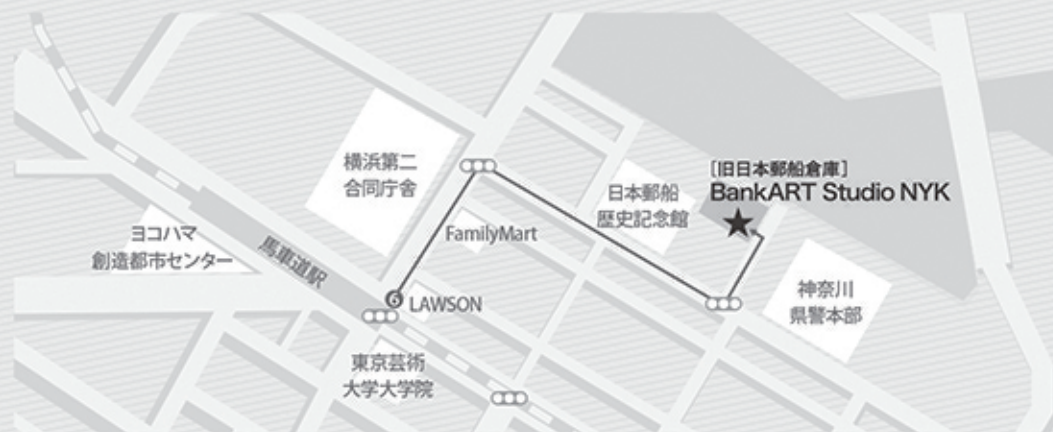 横浜第二
合同庁舎
[旧日本郵船倉庫]
BankART Studio NYK
日本郵船
歴史記念館
ヨコハマ
創造都市センター
FamilyMart
馬車道駅
神奈川
県警本部
6
LAWSON
東京芸術
大学大学院